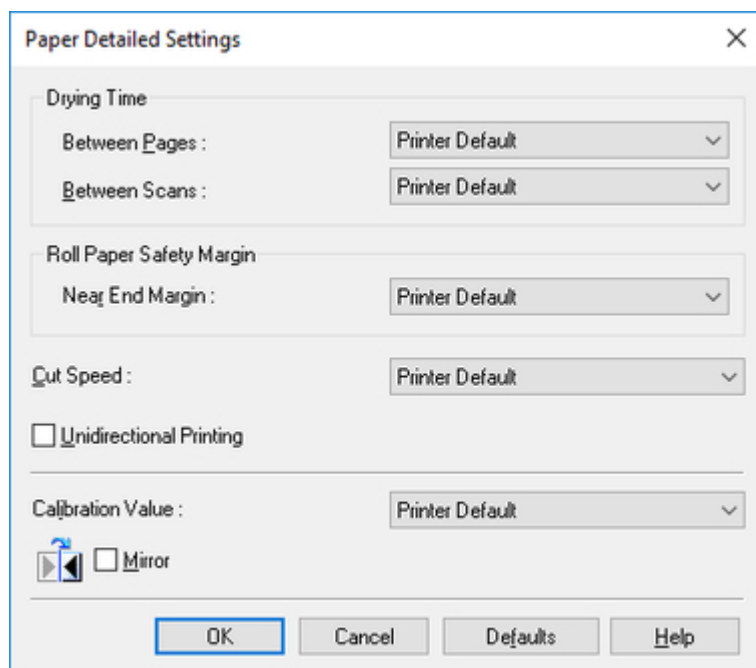 Paper Detailed Settings
Drying Time
Between Pages : Printer Default
Between Scans : Printer Default
Roll Paper Safety Margin
Near End Margin : Printer Default
Cut Speed : Printer Default
Unidirectional Printing
Calibration Value : Printer Default
Mirror
OK Cancel Defaults Help